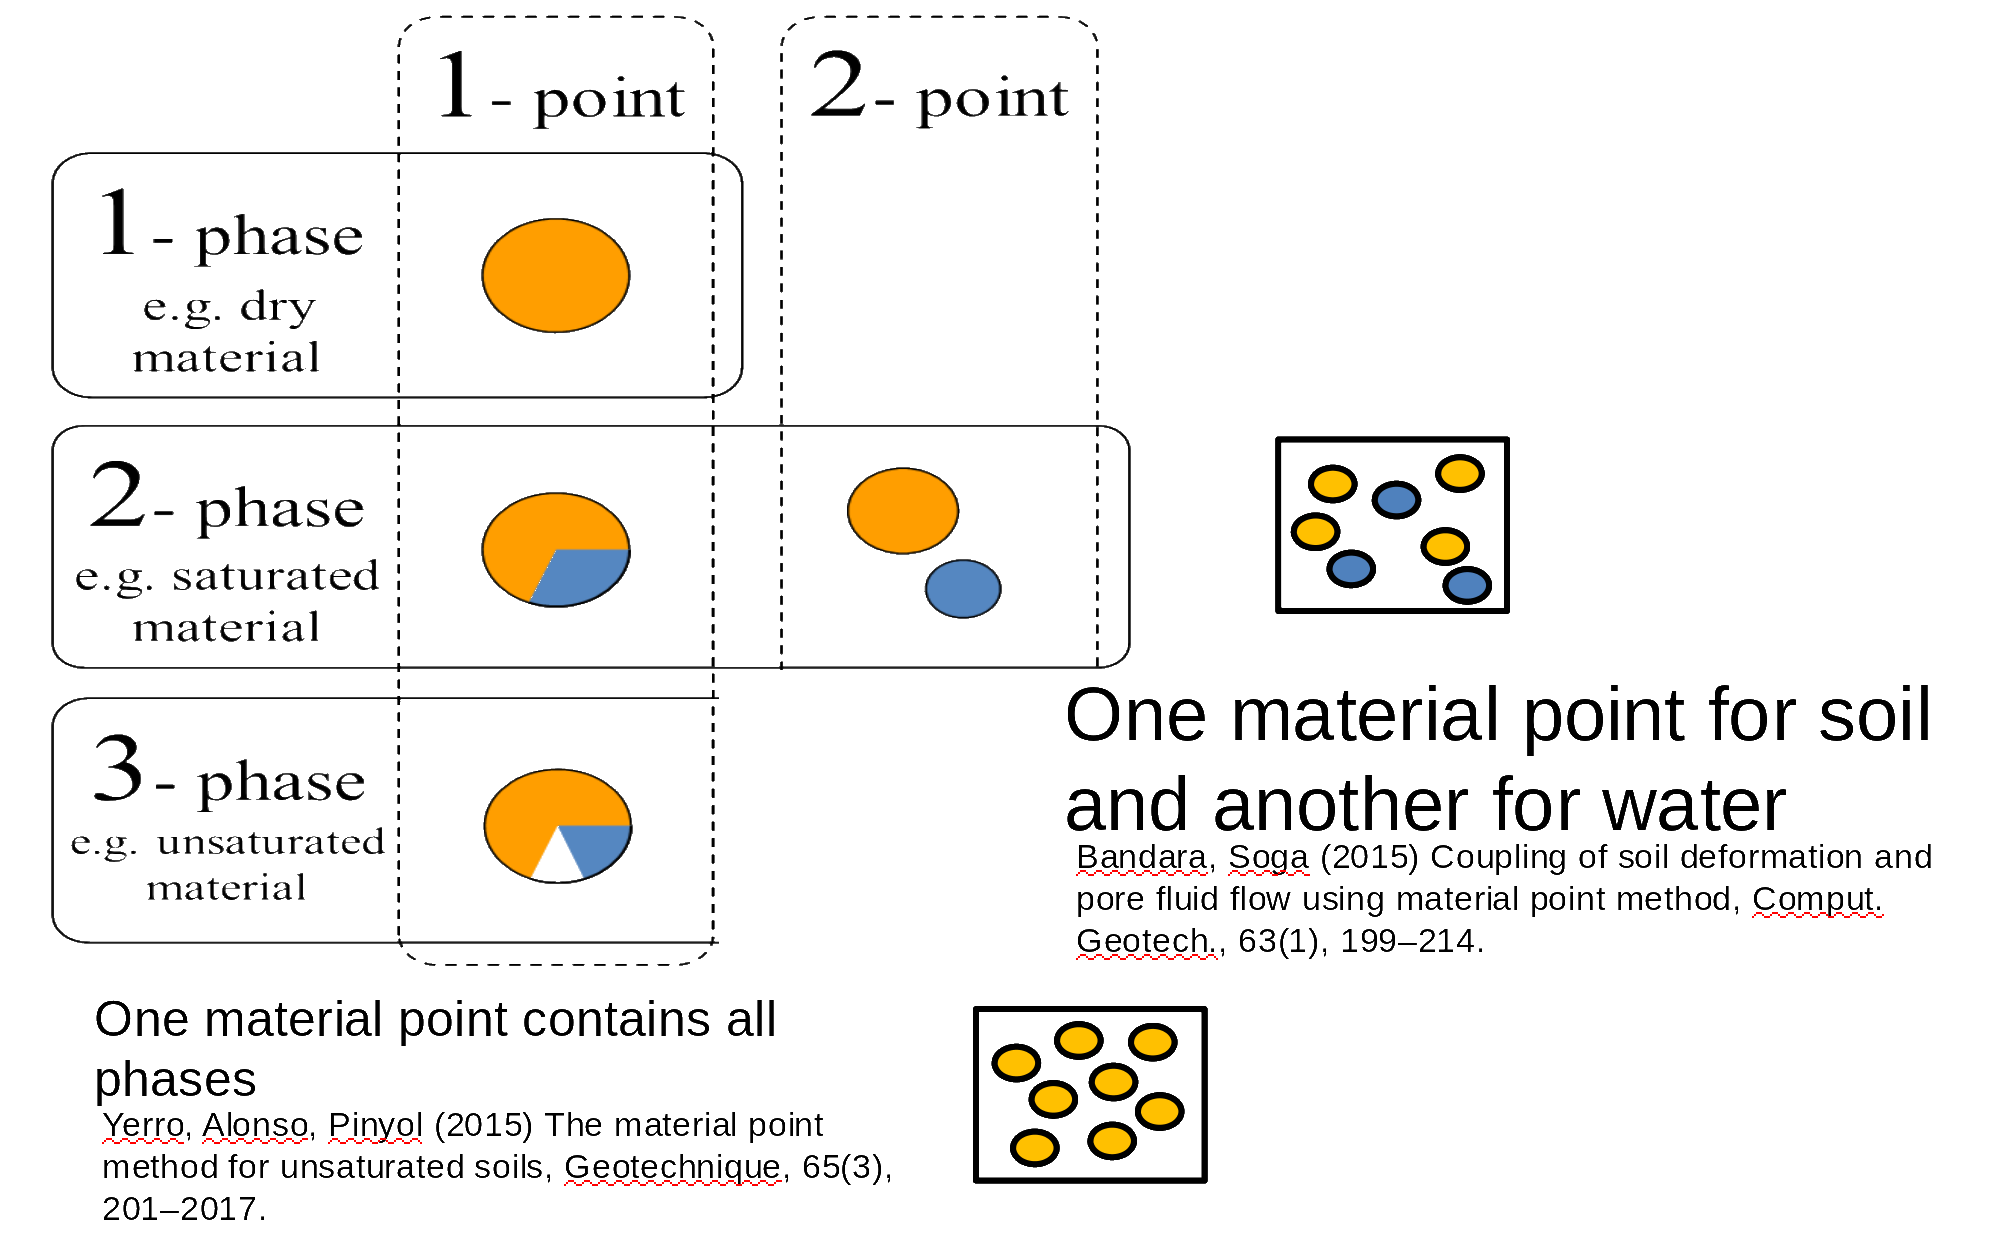 1- point
2- point
1- phase
e.g. dry
material
2- phase
e.g. saturated
material
3- phase
e.g. unsaturated
material
One material point for soil
and another for water
Bandara, Soga (2015) Coupling of soil deformation and
pore fluid flow using material point method, Comput.
Geotech., 63(1), 199–214.
One material point contains all
phases
Yerro, Alonso, Pinyol (2015) The material point
method for unsaturated soils, Geotechnique, 65(3),
201–2017.